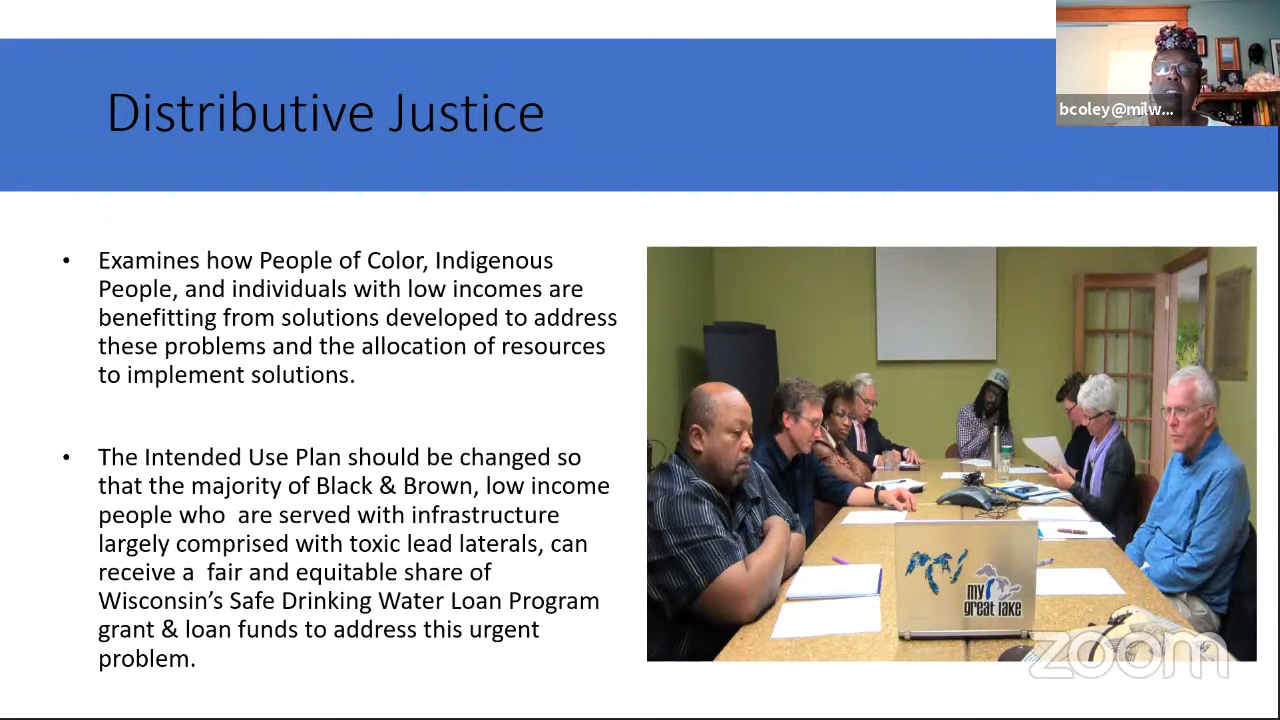 Distributive Justice
bcoley@milw...
• Examines how People of Color, Indigenous
People, and individuals with low incomes are
benefitting from solutions developed to address
these problems and the allocation of resources
to implement solutions.
• The Intended Use Plan should be changed so
that the majority of Black & Brown, low income
people who  are served with infrastructure
largely comprised with toxic lead laterals, can
receive a  fair and equitable share of
Wisconsin’s Safe Drinking Water Loan Program
grant & loan funds to address this urgent
problem.
my
great lake
zoom